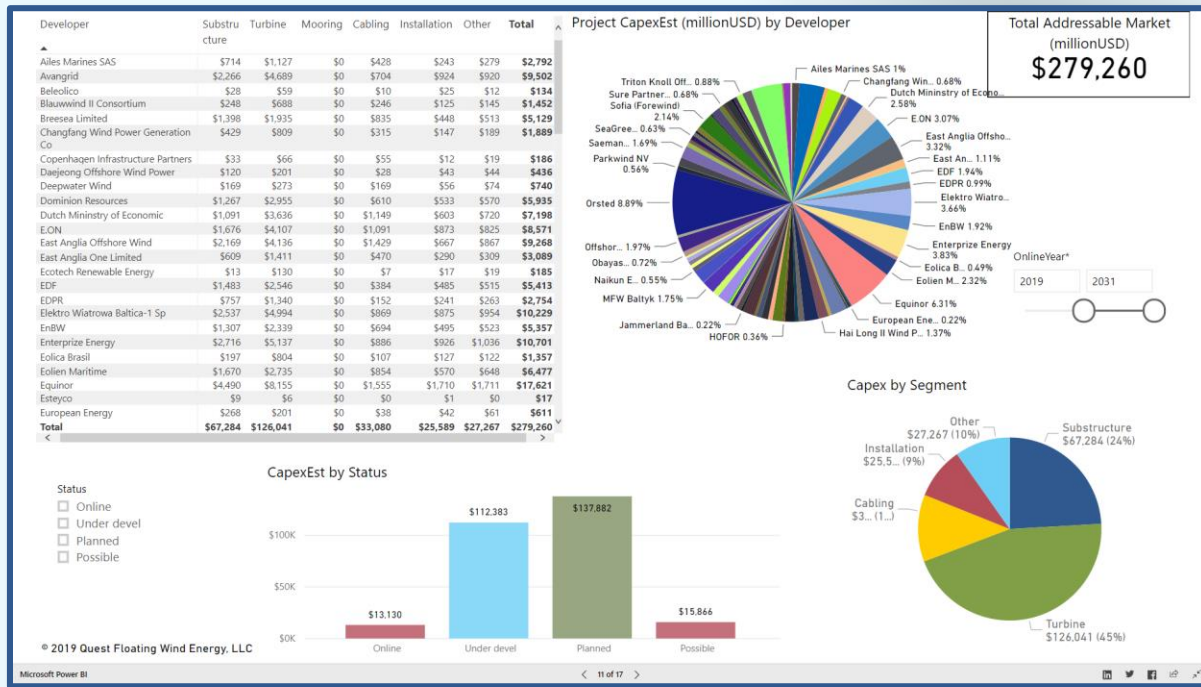 Developer Substru Turbine Mooring Cabling Installation Other Total
cture
Ailes Marines SAS $714 $1,127 $0 $428 $243 $279 $2,792
Avangrid $2,266 $4,689 $0 $704 $924 $920 $9,502
Beleolico $28 $59 $0 $10 $25 $12 $134
Blauwwind II Consortium $248 $688 $0 $246 $125 $145 $1,452
Breesea Limited $1,398 $1,935 $0 $835 $448 $513 $5,129
Changfang Wind Power Generation $429 $809 $0 $315 $147 $189 $1,889
Co
Copenhagen Infrastructure Partners $33 $66 $0 $55 $12 $19 $186
Daejeong Offshore Wind Power $120 $201 $0 $28 $43 $44 $436
Deepwater Wind $169 $273 $0 $169 $56 $74 $740
Dominion Resources $1,267 $2,955 $0 $610 $533 $570 $5,935
Dutch Mininstry of Economic $1,091 $3,636 $0 $1,149 $603 $720 $7,198
E.ON $1,676 $4,107 $0 $1,091 $873 $825 $8,571
East Anglia Offshore Wind $2,169 $4,136 $0 $1,429 $667 $867 $9,268
East Anglia One Limited $609 $1,411 $0 $470 $290 $309 $3,089
Ecotech Renewable Energy $13 $130 $0 $7 $17 $19 $185
EDF $1,483 $2,546 $0 $384 $485 $515 $5,413
EDPR $757 $1,340 $0 $152 $241 $263 $2,754
Elektro Wiatrowa Baltica-1 Sp $2,537 $4,994 $0 $869 $875 $954 $10,229
EnBW $1,307 $2,339 $0 $694 $495 $523 $5,357
Enterprize Energy $2,716 $5,137 $0 $886 $926 $1,036 $10,701
Eolica Brasil $197 $804 $0 $107 $127 $122 $1,357
Eolien Maritime $1,670 $2,735 $0 $854 $570 $648 $6,477
Equinor $4,490 $8,155 $0 $1,555 $1,710 $1,711 $17,621
Esteyco $9 $6 $0 $0 $1 $0 $17
European Energy $268 $201 $0 $38 $42 $61 $611
Total $67,284 $126,041 $0 $33,080 $25,589 $27,267 $279,260
Project CapexEst (millionUSD) by Developer
Ailes Marines SAS 1%
Changfang Win... 0.68%
Dutch Mininstry of Econo...
2.58%
E.ON 3.07%
East Anglia Offsho...
3.32%
East An... 1.11%
EDF 1.94%
EDPR 0.99%
Elektro Wiatro...
3.66%
EnBW 1.92%
Enterprize Energy
3.83%
Eolica B... 0.49%
Eolien M... 2.32%
Equinor 6.31%
European Ene... 0.22%
Hai Long II Wind P... 1.37%
HOFOR 0.36%
Jammerland Ba... 0.22%
MFW Baltyk 1.75%
Naikun E... 0.55%
Obayas... 0.72%
Offshor... 1.97%
Orsted 8.89%
Parkwind NV
0.56%
Saeman... 1.69%
SeaGree... 0.63%
Sofia (Forewind)
2.14%
Sure Partner...
0.68%
Triton Knoll Off... 0.88%
Total Addressable Market
(millionUSD)
$279,260
OnlineYear*
2019 2031
Status
Online
Under devel
Planned
Possible
CapexEst by Status
$100K
$50K
$0K
$13,130
$112,383
$137,882
$15,866
Online Under devel Planned Possible
Capex by Segment
Other
$27,267 (10%)
Substructure
$67,284 (24%)
Installation
$25,5... (9%)
Cabling
$3... (1...)
Turbine
$126,041 (45%)
© 2019 Quest Floating Wind Energy, LLC
Microsoft Power BI 11 of 17